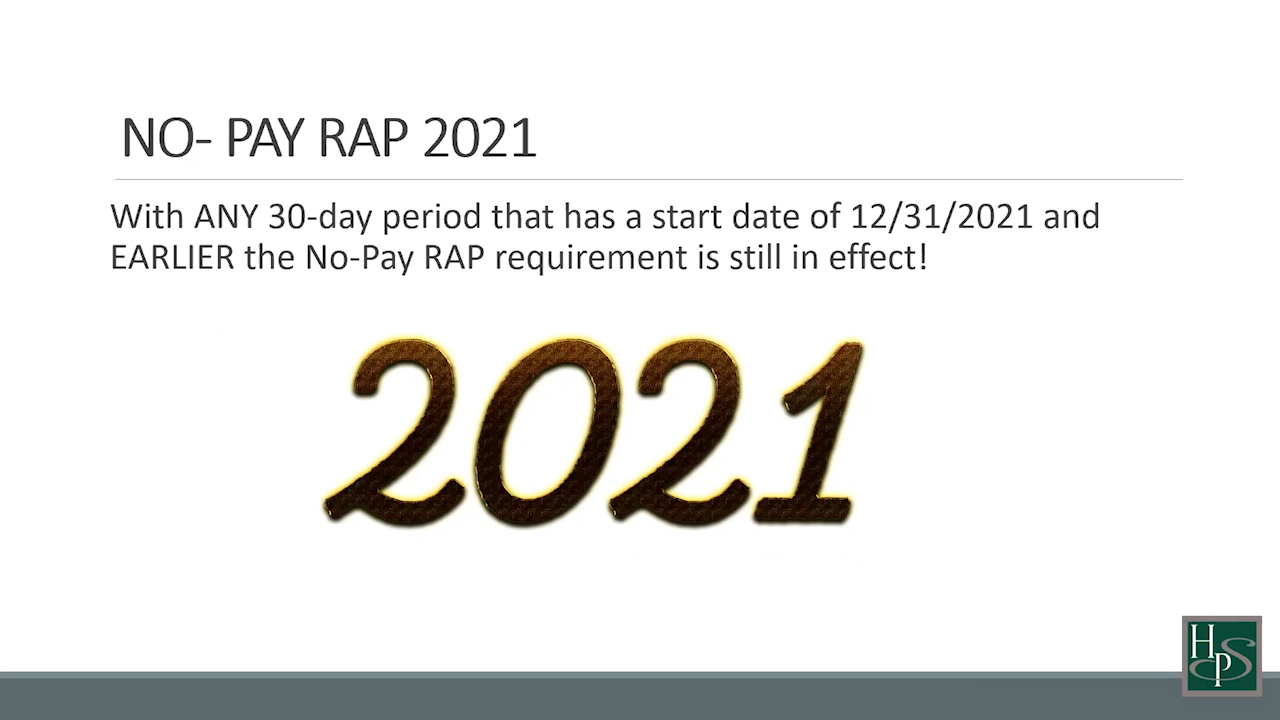 NO- PAY RAP 2021
With ANY 30-day period that has a start date of 12/31/2021 and
EARLIER the No-Pay RAP requirement is still in effect!
2021
HPS